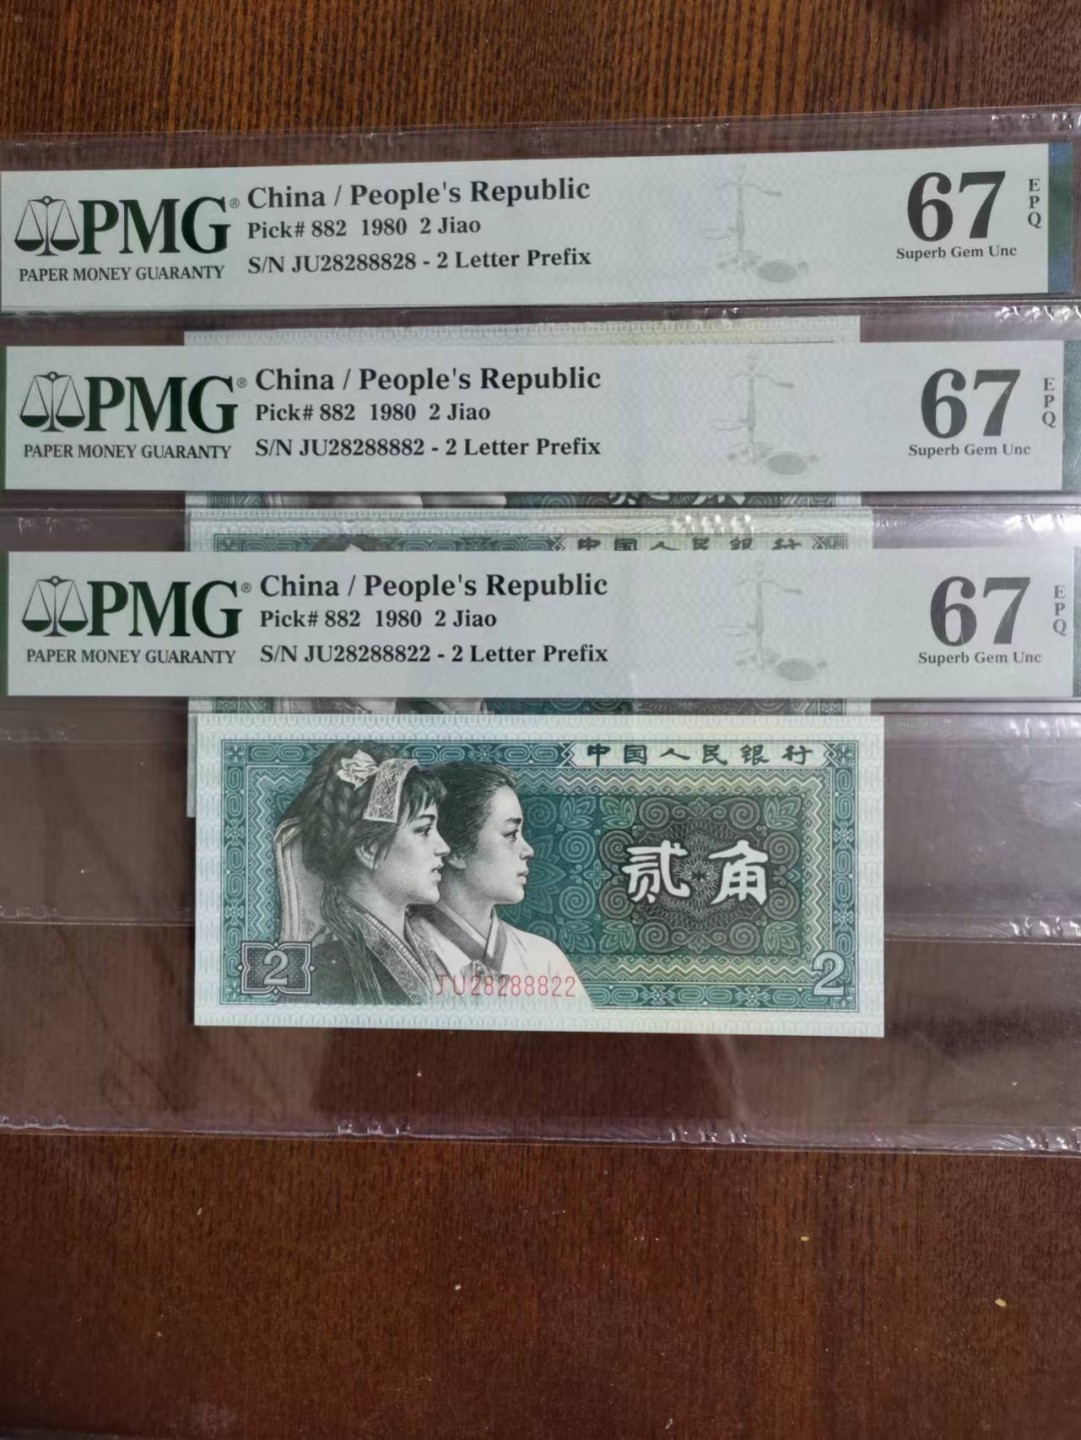 PMG®
PAPER MONEY GUARANTY
China / People's Republic
Pick# 882 1980 2 Jiao
S/N JU28288828 - 2 Letter Prefix
67
EPQ
Superb Gem Unc
PMG®
PAPER MONEY GUARANTY
China / People's Republic
Pick# 882 1980 2 Jiao
S/N JU28288882 - 2 Letter Prefix
67
EPQ
Superb Gem Unc
中国人民银行
PMG®
PAPER MONEY GUARANTY
China / People's Republic
Pick# 882 1980 2 Jiao
S/N JU28288822 - 2 Letter Prefix
67
EPQ
Superb Gem Unc
中国人民银行
贰角
2
JU28288822
2